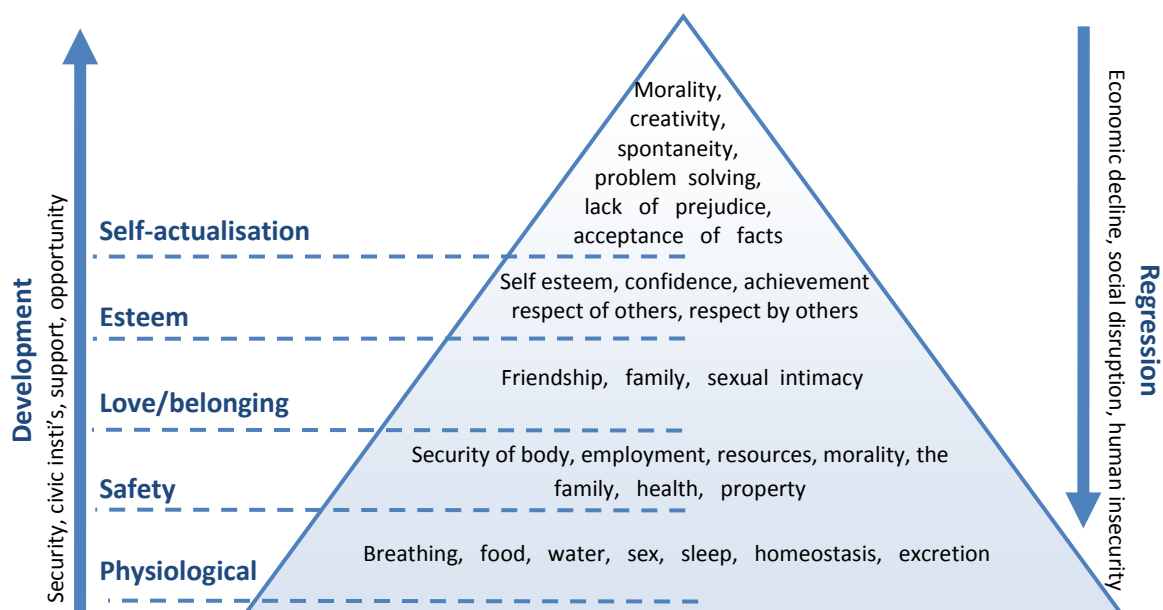 Development
Security, civic insti's, support, opportunity
Self-actualisation
Morality,
creativity,
spontaneity,
problem solving,
lack of prejudice,
acceptance of facts
Esteem
Self esteem, confidence, achievement
respect of others, respect by others
Love/belonging
Friendship, family, sexual intimacy
Safety
Security of body, employment, resources, morality, the
family, health, property
Physiological
Breathing, food, water, sex, sleep, homeostasis, excretion
Economic decline, social disruption, human insecurity
Regression